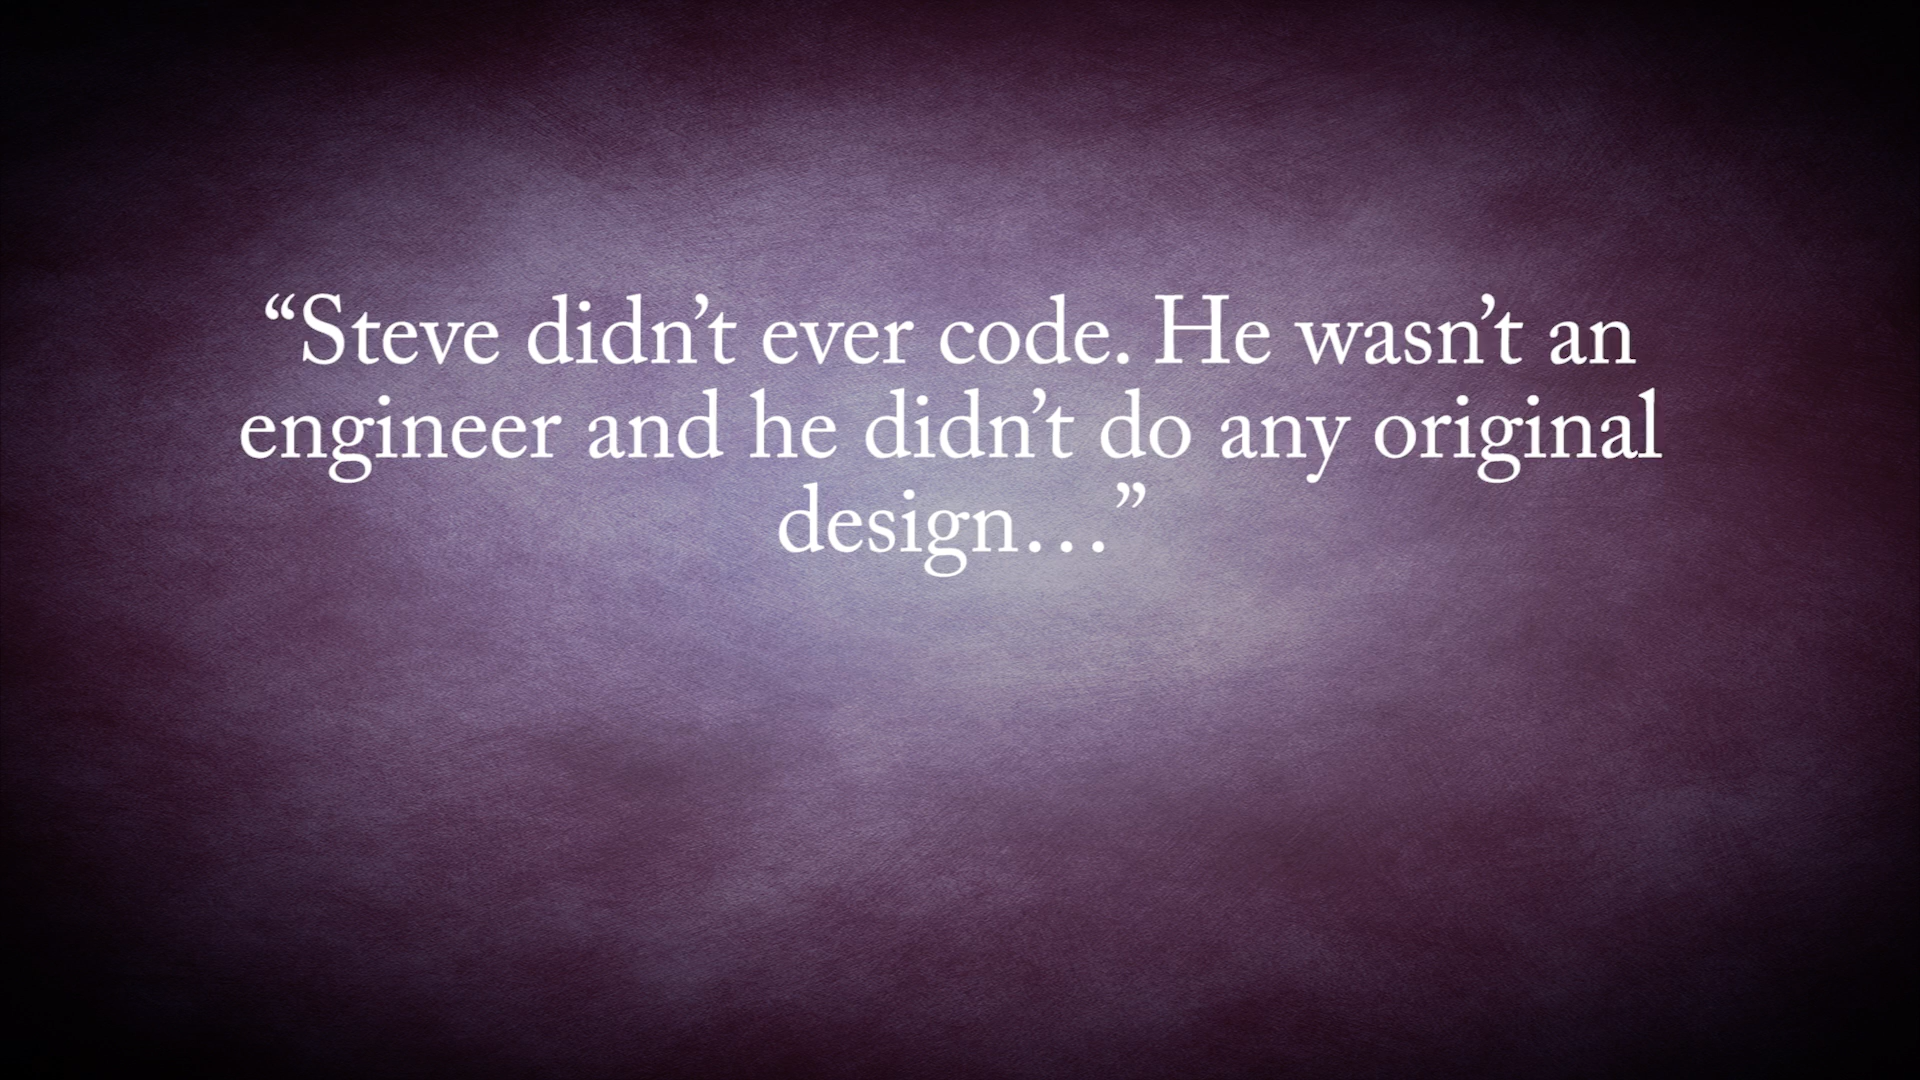 “Steve didn’t ever code. He wasn’t an
engineer and he didn’t do any original
design…”